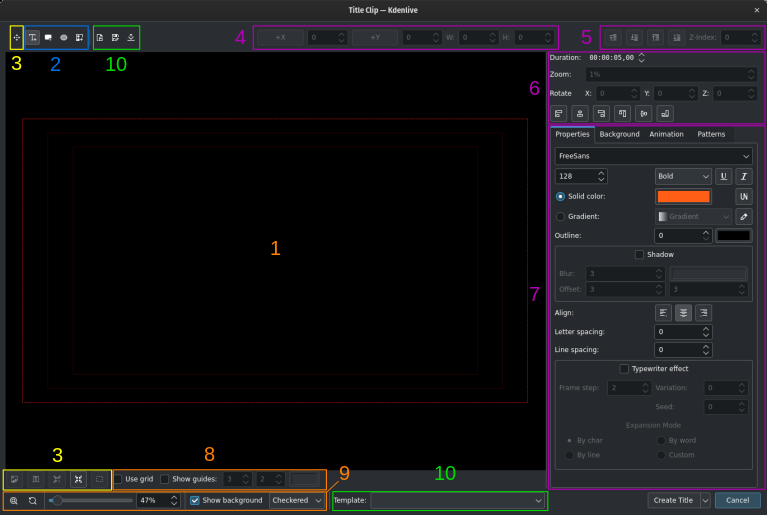 Title Clip — Kdenlive
+X 0 +Y 0 W: 0 H: 0 Z-Index: 0
4
5
3
2
10
Duration: 00:00:05,00
Zoom: 1%
6
Rotate X: 0 Y: 0 Z: 0
Properties Background Animation Patterns
FreeSans
128 Bold U I
Solid color:
Gradient: Gradient
Outline: 0
1
Shadow
Blur: 3
Offset: 3 3
7
Align:
Letter spacing: 0
Line spacing: 0
Typewriter effect
Frame step: 2 Variation: 0
Seed: 0
Expansion Mode
By char By word
By line Custom
3
8
9
10
Use grid Show guides: 3 2
47% Show background Checkered Template: Create Title Cancel